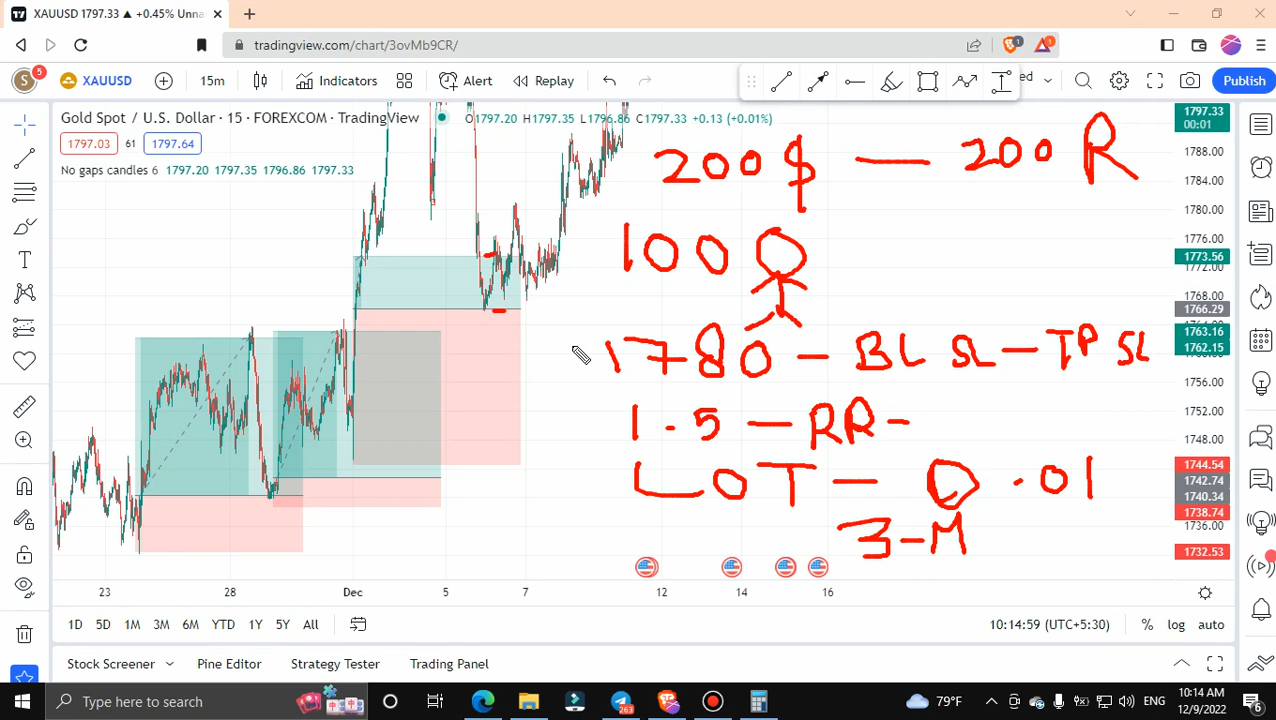 XAUUSD 1797.33 ▲ +0.45% Unna
tradingview.com/chart/3ovMb9CR/
1
1
S
5
XAUUSD
15m
Indicators
Alert
Replay
ed
Publish
Gold Spot / U.S. Dollar · 15 · FOREXCOM · TradingView
O1797.20 H1797.35 L1796.86 C1797.33 +0.13 (+0.01%)
1797.03 61 1797.64
No gaps candles 6 1797.20 1797.35 1796.86 1797.33
200$ — 200 R
100 0
1780 — BL SL — TP SL
1.5 — RR -
LOT — 0.01
3-M
1797.33
00:01
1788.00
1784.00
1780.00
1776.00
1773.56
1772.00
1768.00
1766.29
1763.16
1762.15
1756.00
1752.00
1748.00
1744.54
1742.74
1740.34
1738.74
1736.00
1732.53
23 28 Dec 5 7 12 14 16
1D 5D 1M 3M 6M YTD 1Y 5Y All
10:14:59 (UTC+5:30) % log auto
Stock Screener Pine Editor Strategy Tester Trading Panel
Type here to search
263
79°F
ENG
10:14 AM
12/9/2022
6